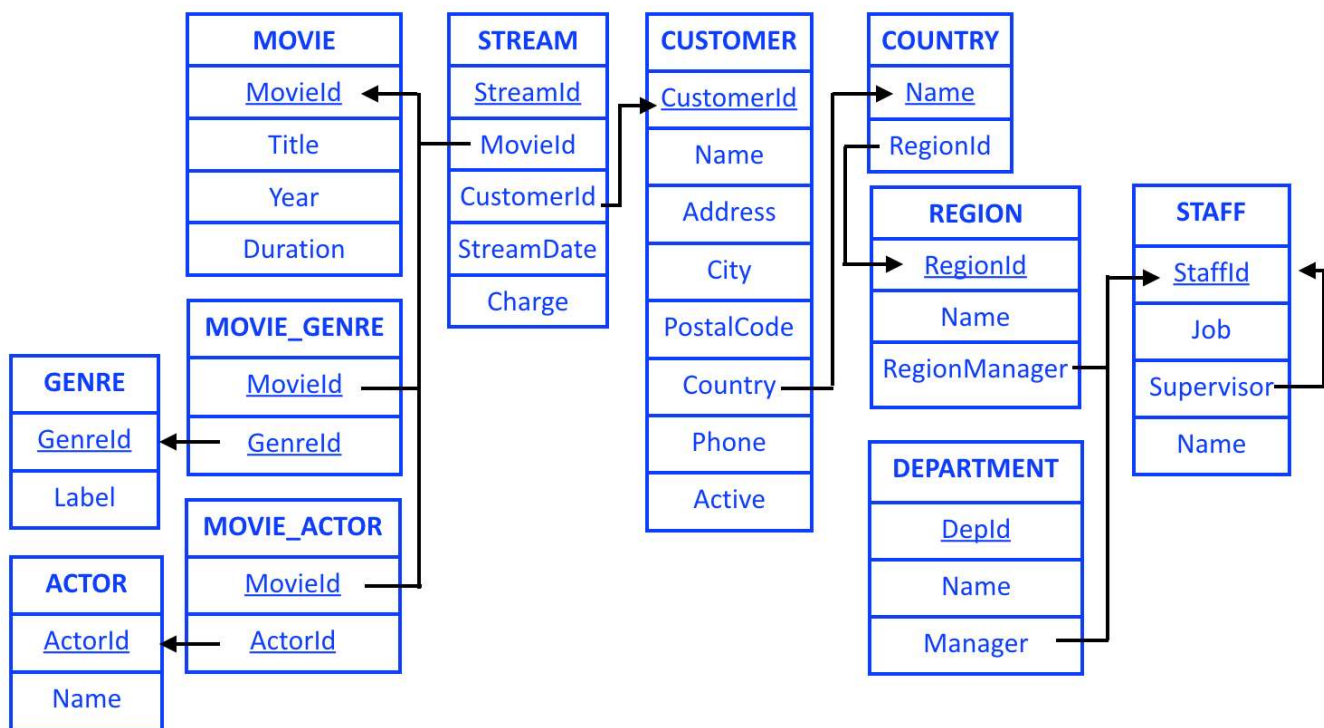 MOVIE
MovieId
Title
Year
Duration
STREAM
StreamId
MovieId
CustomerId
StreamDate
Charge
CUSTOMER
CustomerId
Name
Address
City
PostalCode
Country
Phone
Active
COUNTRY
Name
RegionId
REGION
RegionId
Name
RegionManager
STAFF
StaffId
Job
Supervisor
Name
MOVIE_GENRE
MovieId
GenreId
GENRE
GenreId
Label
DEPARTMENT
DepId
Name
Manager
MOVIE_ACTOR
MovieId
ActorId
ACTOR
ActorId
Name